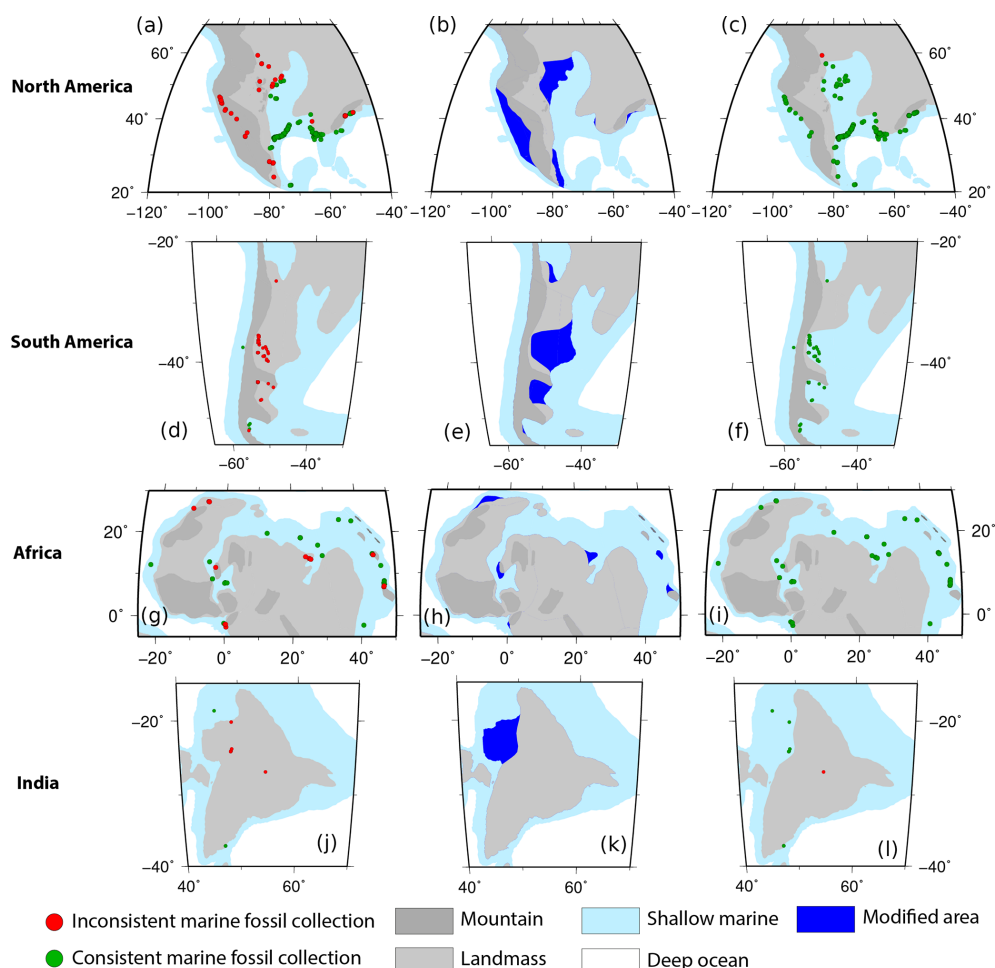 (a)
(b)
(c)
North America
60˚
60˚
40˚
40˚
20˚
20˚
−120 −100˚ −80˚ −60˚ −40
−120 −100˚ −80˚ −60˚ −40
−120 −100˚ −80˚ −60˚ −40
South America
−20˚
−20˚
−40˚
−40˚
(d)
(e)
(f)
−60˚ −40˚
−60˚ −40˚
−60˚ −40˚
Africa
20˚
20˚
0˚
0˚
(g)
(h)
(i)
−20˚ 0˚ 20˚ 40˚
−20˚ 0˚ 20˚ 40˚
−20˚ 0˚ 20˚ 40˚
India
−20˚
−20˚
(j)
(k)
(l)
−40˚
−40˚
40˚ 60˚
40˚ 60˚
40˚ 60˚
Inconsistent marine fossil collection
Mountain
Shallow marine
Modified area
Consistent marine fossil collection
Landmass
Deep ocean